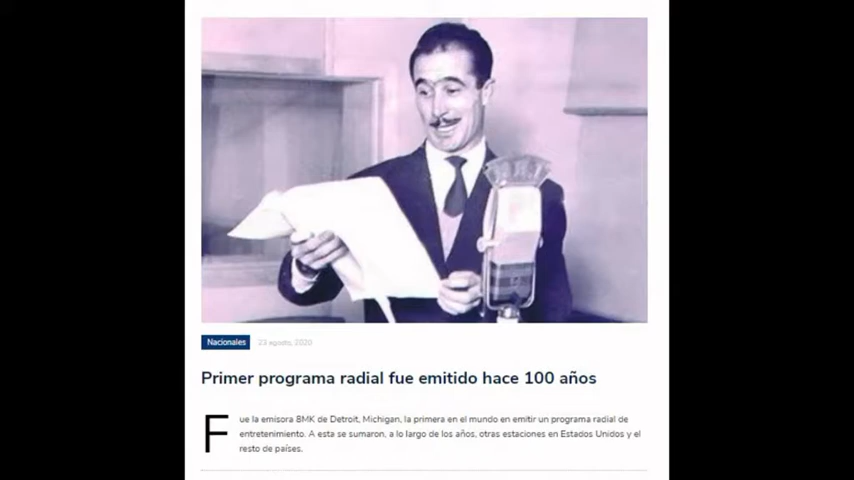 Nacionales 23 agosto, 2020
Primer programa radial fue emitido hace 100 años
Fue la emisora 8MK de Detroit, Michigan, la primera en el mundo en emitir un programa radial de
entretenimiento. A esta se sumaron, a lo largo de los años, otras estaciones en Estados Unidos y el
resto de países.